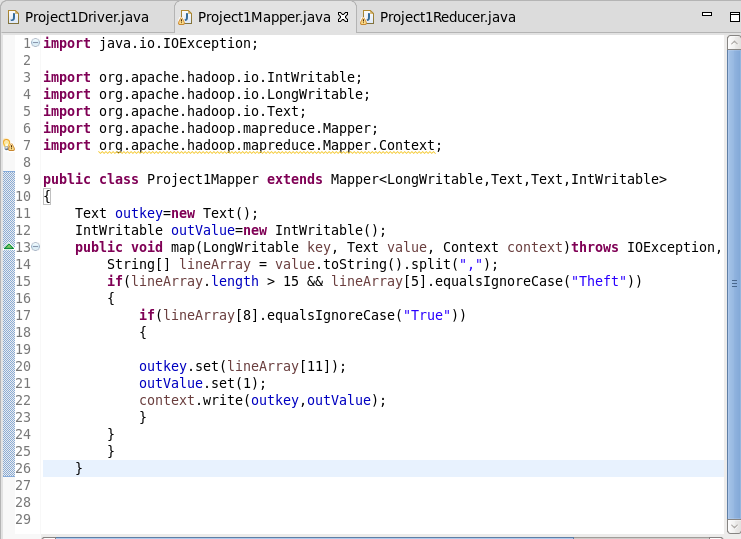 Project1Driver.java Project1Mapper.java Project1Reducer.java
1 import java.io.IOException;
2
3 import org.apache.hadoop.io.IntWritable;
4 import org.apache.hadoop.io.LongWritable;
5 import org.apache.hadoop.io.Text;
6 import org.apache.hadoop.mapreduce.Mapper;
7 import org.apache.hadoop.mapreduce.Mapper.Context;
8
9 public class Project1Mapper extends Mapper<LongWritable,Text,Text,IntWritable>
10 {
11     Text outkey=new Text();
12     IntWritable outValue=new IntWritable();
13     public void map(LongWritable key, Text value, Context context)throws IOException,
14         String[] lineArray = value.toString().split(",");
15         if(lineArray.length > 15 && lineArray[5].equalsIgnoreCase("Theft"))
16         {
17             if(lineArray[8].equalsIgnoreCase("True"))
18             {
19
20             outkey.set(lineArray[11]);
21             outValue.set(1);
22             context.write(outkey,outValue);
23             }
24         }
25         }
26     }
27
28
29